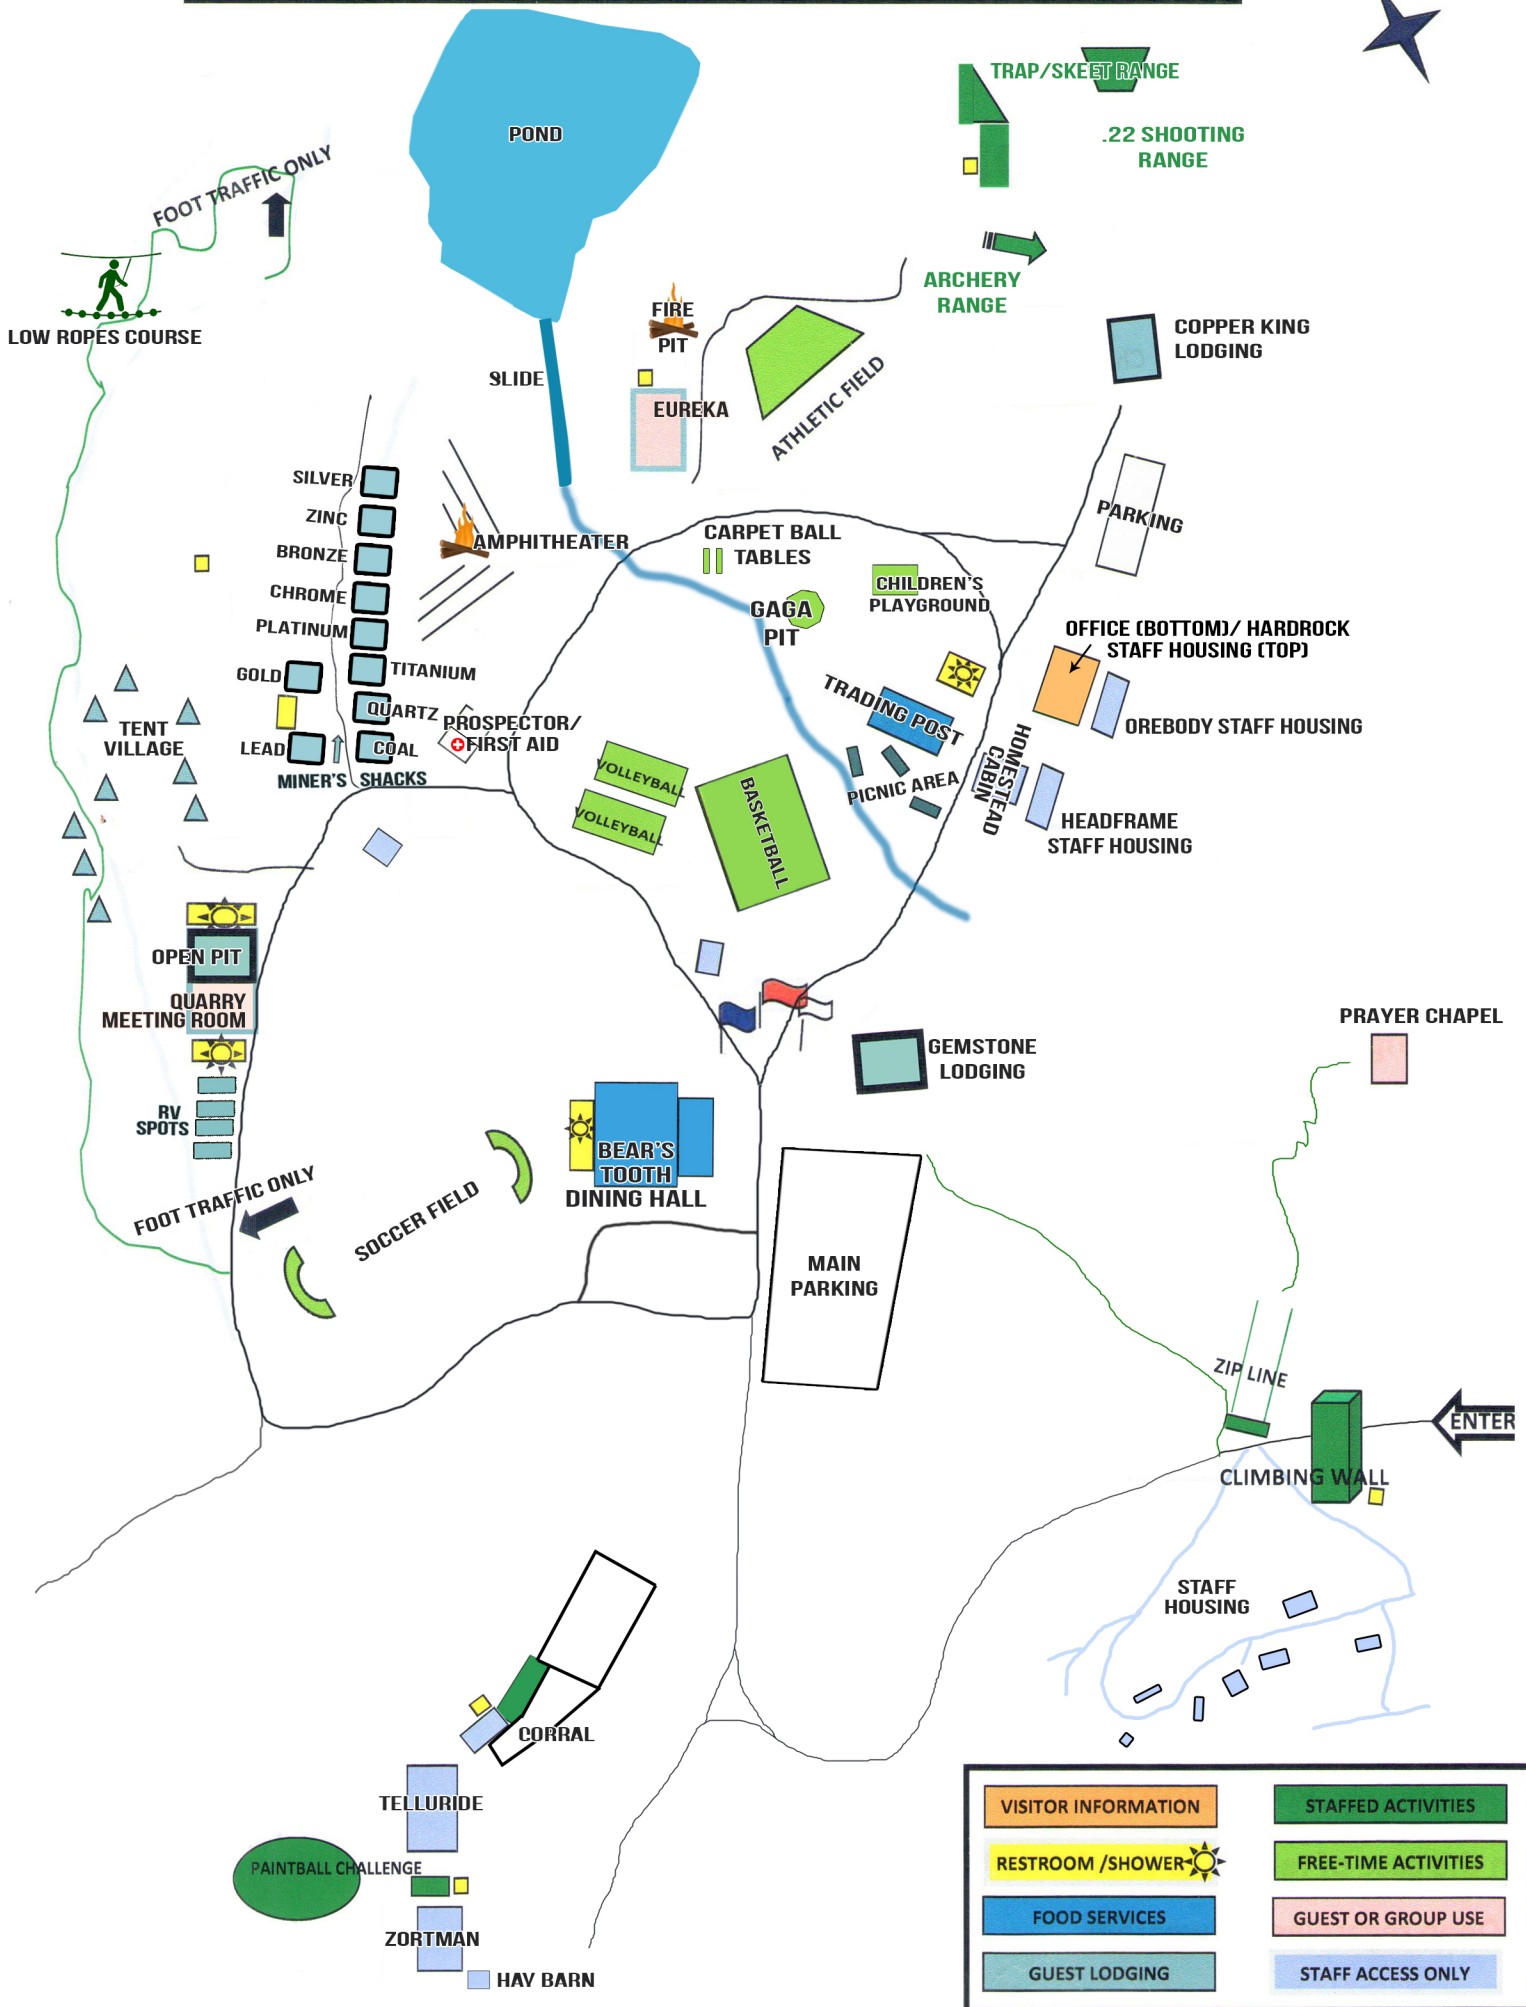 POND
TRAP/SKEET RANGE
.22 SHOOTING
RANGE
FOOT TRAFFIC ONLY
ARCHERY
RANGE
LOW ROPES COURSE
FIRE
PIT
COPPER KING
LODGING
SLIDE
EUREKA
ATHLETIC FIELD
SILVER
ZINC
BRONZE
CHROME
PLATINUM
GOLD
TITANIUM
QUARTZ
LEAD
COAL
MINER'S SHACKS
AMPHITHEATER
PROSPECTOR/
FIRST AID
CARPET BALL
TABLES
GAGA
PIT
CHILDREN'S
PLAYGROUND
PARKING
OFFICE (BOTTOM)/ HARDROCK
STAFF HOUSING (TOP)
OREBODY STAFF HOUSING
TRADING POST
PICNIC AREA
HOMESTEAD
CABIN
HEADFRAME
STAFF HOUSING
TENT
VILLAGE
VOLLEYBALL
VOLLEYBALL
BASKETBALL
OPEN PIT
QUARRY
MEETING ROOM
RV
SPOTS
FOOT TRAFFIC ONLY
SOCCER FIELD
BEAR'S
TOOTH
DINING HALL
GEMSTONE
LODGING
PRAYER CHAPEL
MAIN
PARKING
ZIP LINE
ENTER
CLIMBING WALL
STAFF
HOUSING
CORRAL
TELLURIDE
PAINTBALL CHALLENGE
ZORTMAN
HAY BARN
VISITOR INFORMATION
STAFFED ACTIVITIES
RESTROOM /SHOWER
FREE-TIME ACTIVITIES
FOOD SERVICES
GUEST OR GROUP USE
GUEST LODGING
STAFF ACCESS ONLY